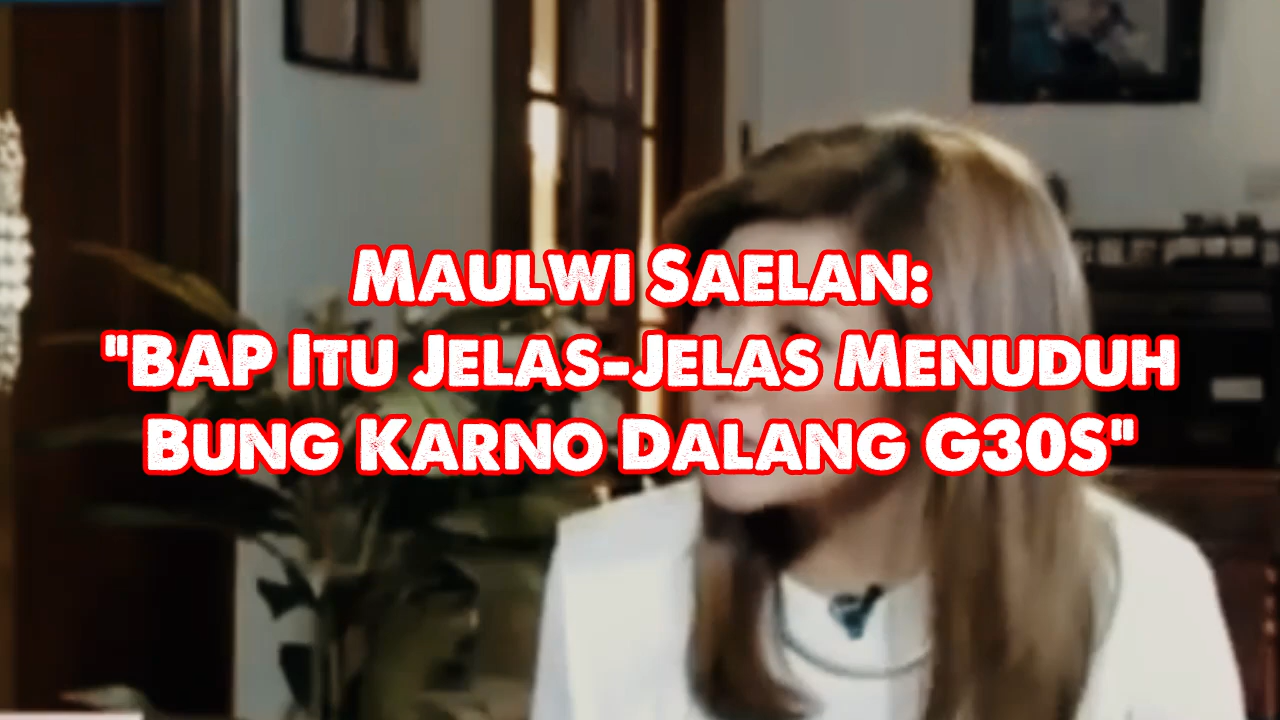 Maulwi Saelan:
"BAP Itu Jelas-Jelas Menuduh
Bung Karno Dalang G30S"